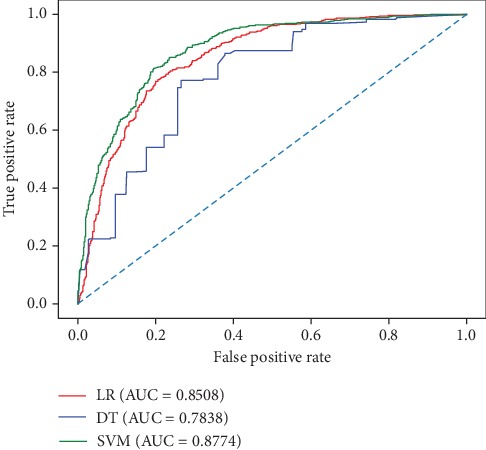 1.0
0.8
0.6
0.4
0.2
0.0
True positive rate
0.0 0.2 0.4 0.6 0.8 1.0
False positive rate
LR (AUC = 0.8508)
DT (AUC = 0.7838)
SVM (AUC = 0.8774)